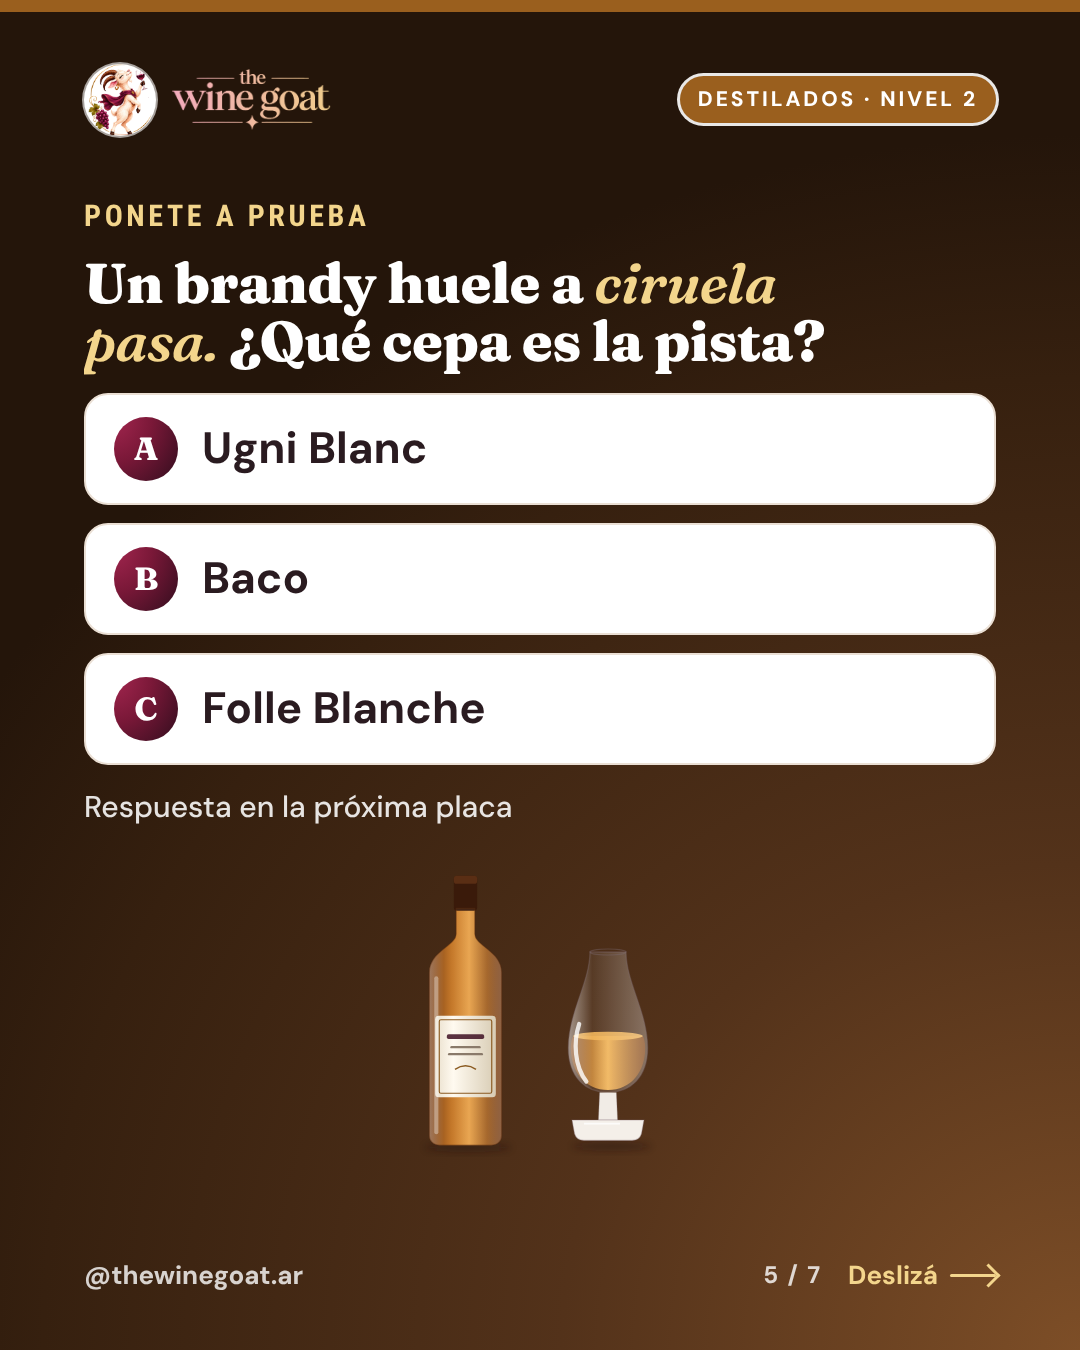 the
wine goat
DESTILADOS · NIVEL 2
PONETE A PRUEBA
Un brandy huele a ciruela
pasa. ¿Qué cepa es la pista?
A Ugni Blanc
B Baco
C Folle Blanche
Respuesta en la próxima placa
@thewinegoat.ar
5 / 7 Deslizá